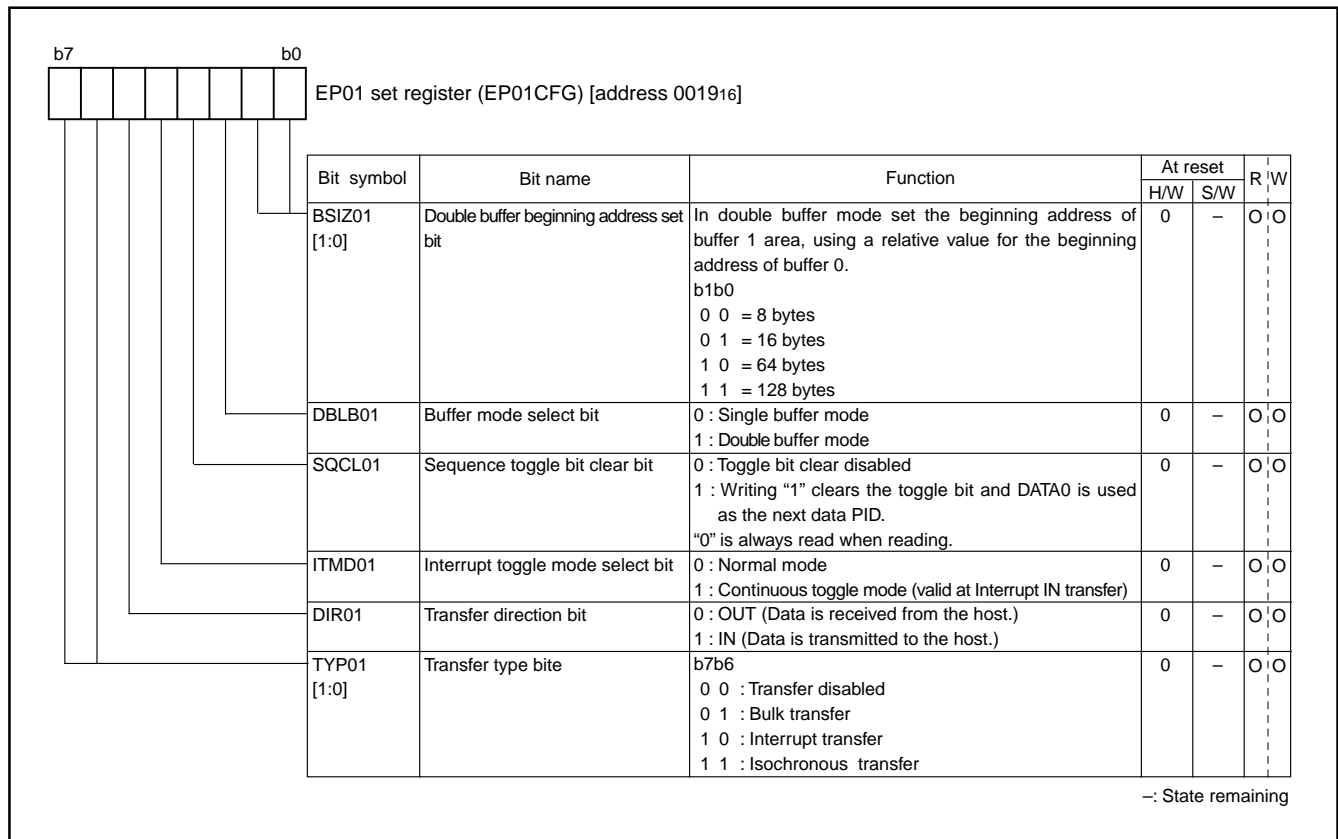 b7 b0
EP01 set register (EP01CFG) [address 001916]
Bit symbol Bit name Function At reset R W
H/W S/W
BSIZ01 Double buffer beginning address set In double buffer mode set the beginning address of 0 – O O
[1:0] bit buffer 1 area, using a relative value for the beginning
address of buffer 0.
b1b0
0 0 = 8 bytes
0 1 = 16 bytes
1 0 = 64 bytes
1 1 = 128 bytes
DBLB01 Buffer mode select bit 0 : Single buffer mode 0 – O O
1 : Double buffer mode
SQCL01 Sequence toggle bit clear bit 0 : Toggle bit clear disabled 0 – O O
1 : Writing “1” clears the toggle bit and DATA0 is used
as the next data PID.
“0” is always read when reading.
ITMD01 Interrupt toggle mode select bit 0 : Normal mode 0 – O O
1 : Continuous toggle mode (valid at Interrupt IN transfer)
DIR01 Transfer direction bit 0 : OUT (Data is received from the host.) 0 – O O
1 : IN (Data is transmitted to the host.)
TYP01 Transfer type bite b7b6 0 – O O
[1:0] 0 0 : Transfer disabled
0 1 : Bulk transfer
1 0 : Interrupt transfer
1 1 : Isochronous transfer
–: State remaining